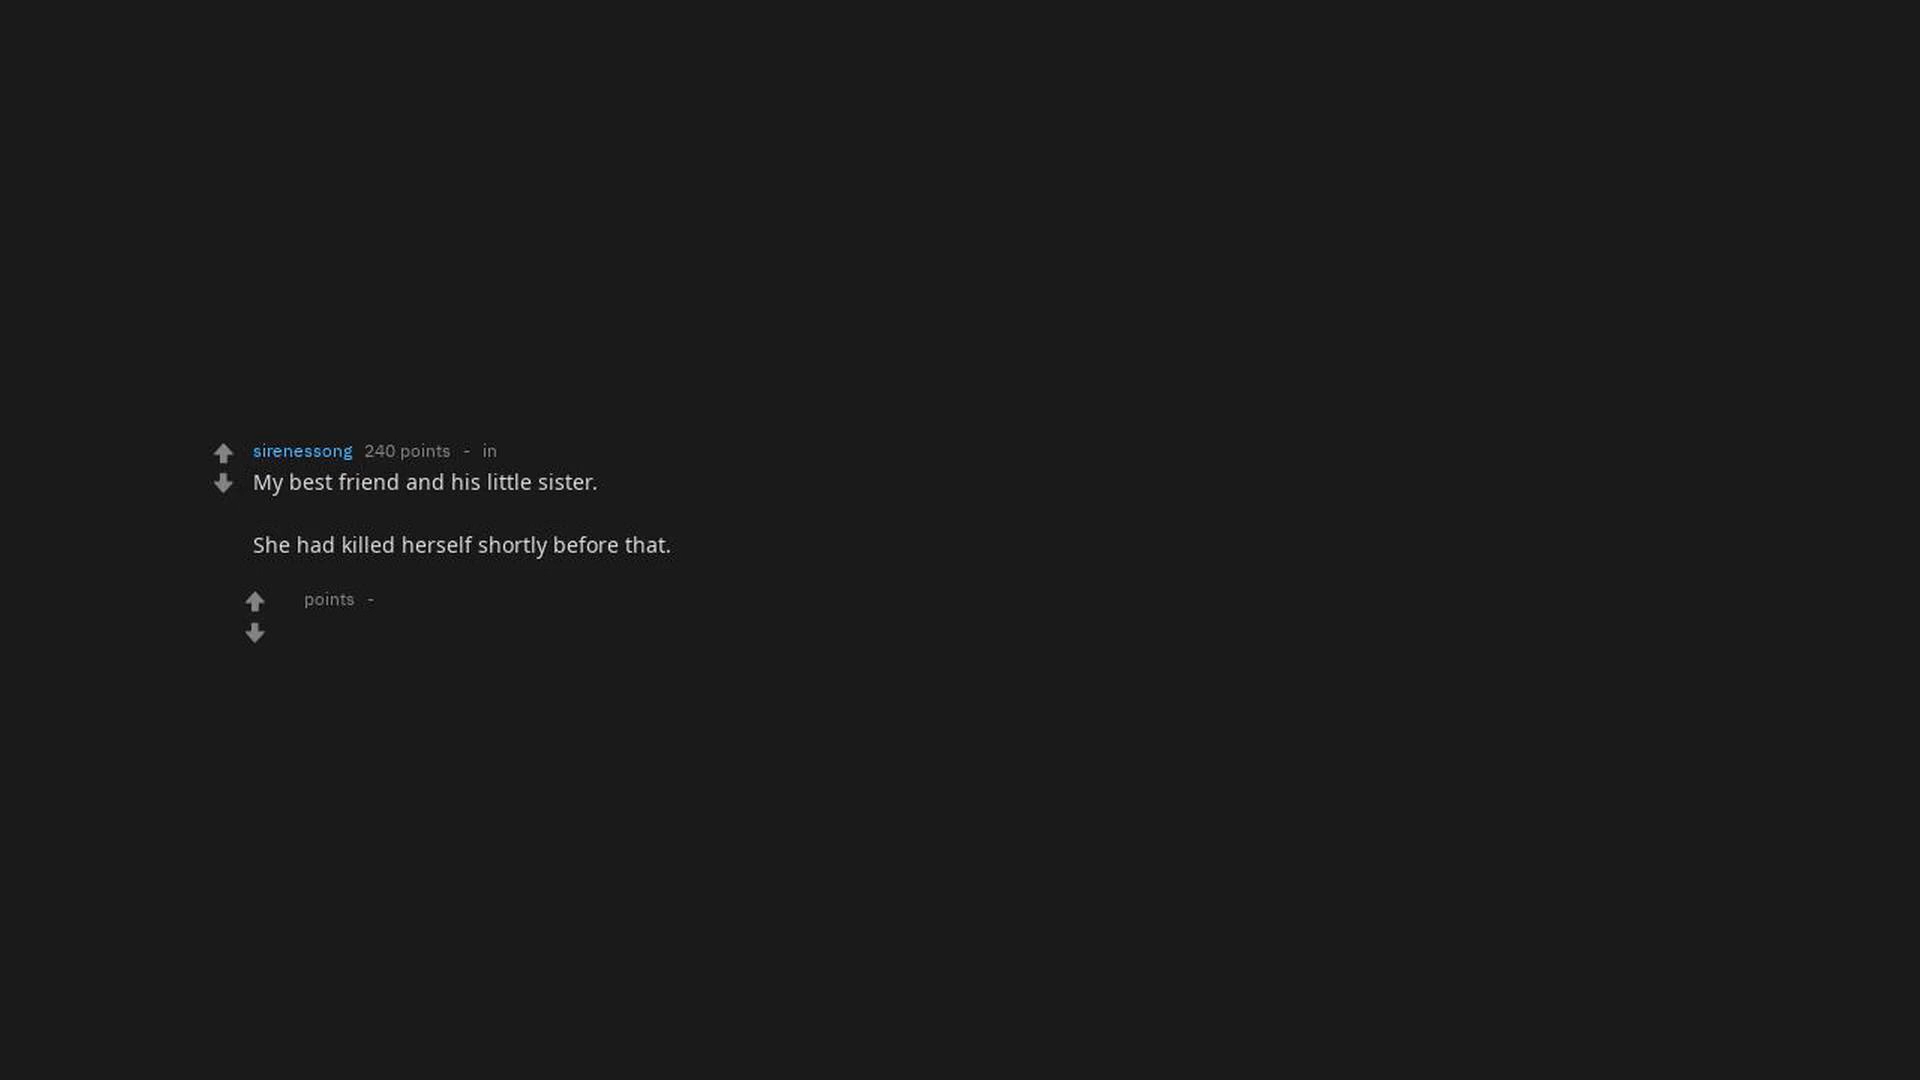 sirenessong 240 points - in
My best friend and his little sister.
She had killed herself shortly before that.
points -